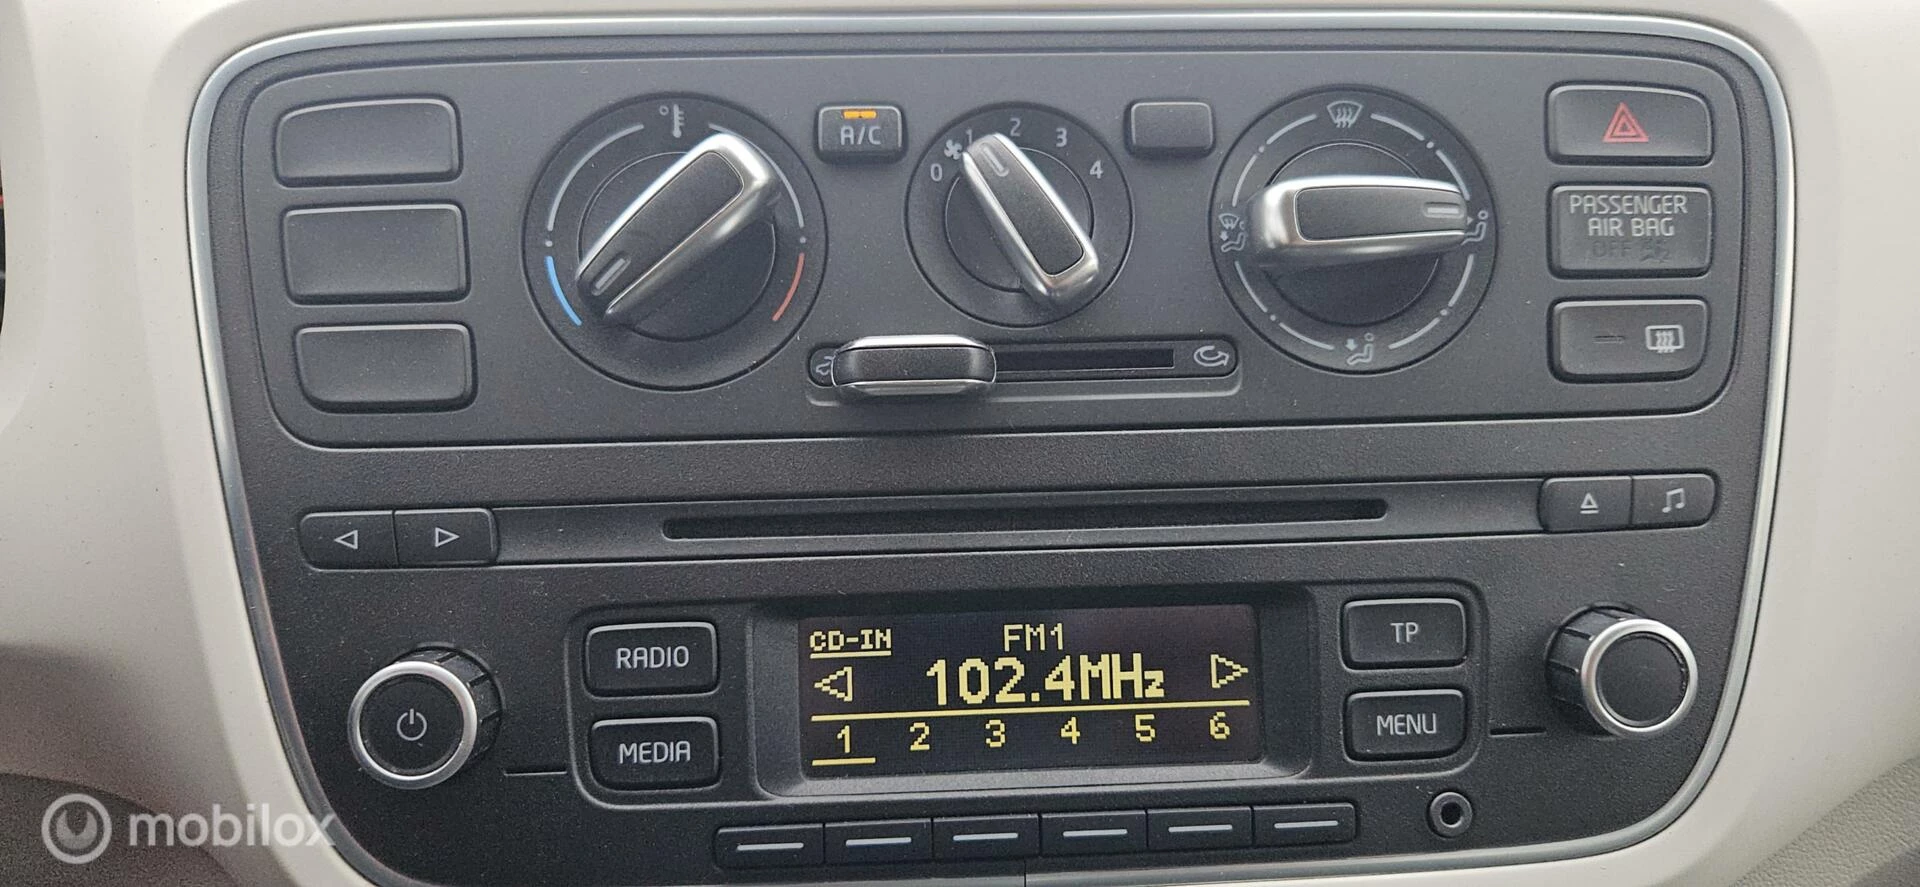 A/C
0 1 2 3 4
PASSENGER
AIR BAG
OFF
RADIO
MEDIA
CD-IN FM1
102.4MHz
1 2 3 4 5 6
TP
MENU
mobilox